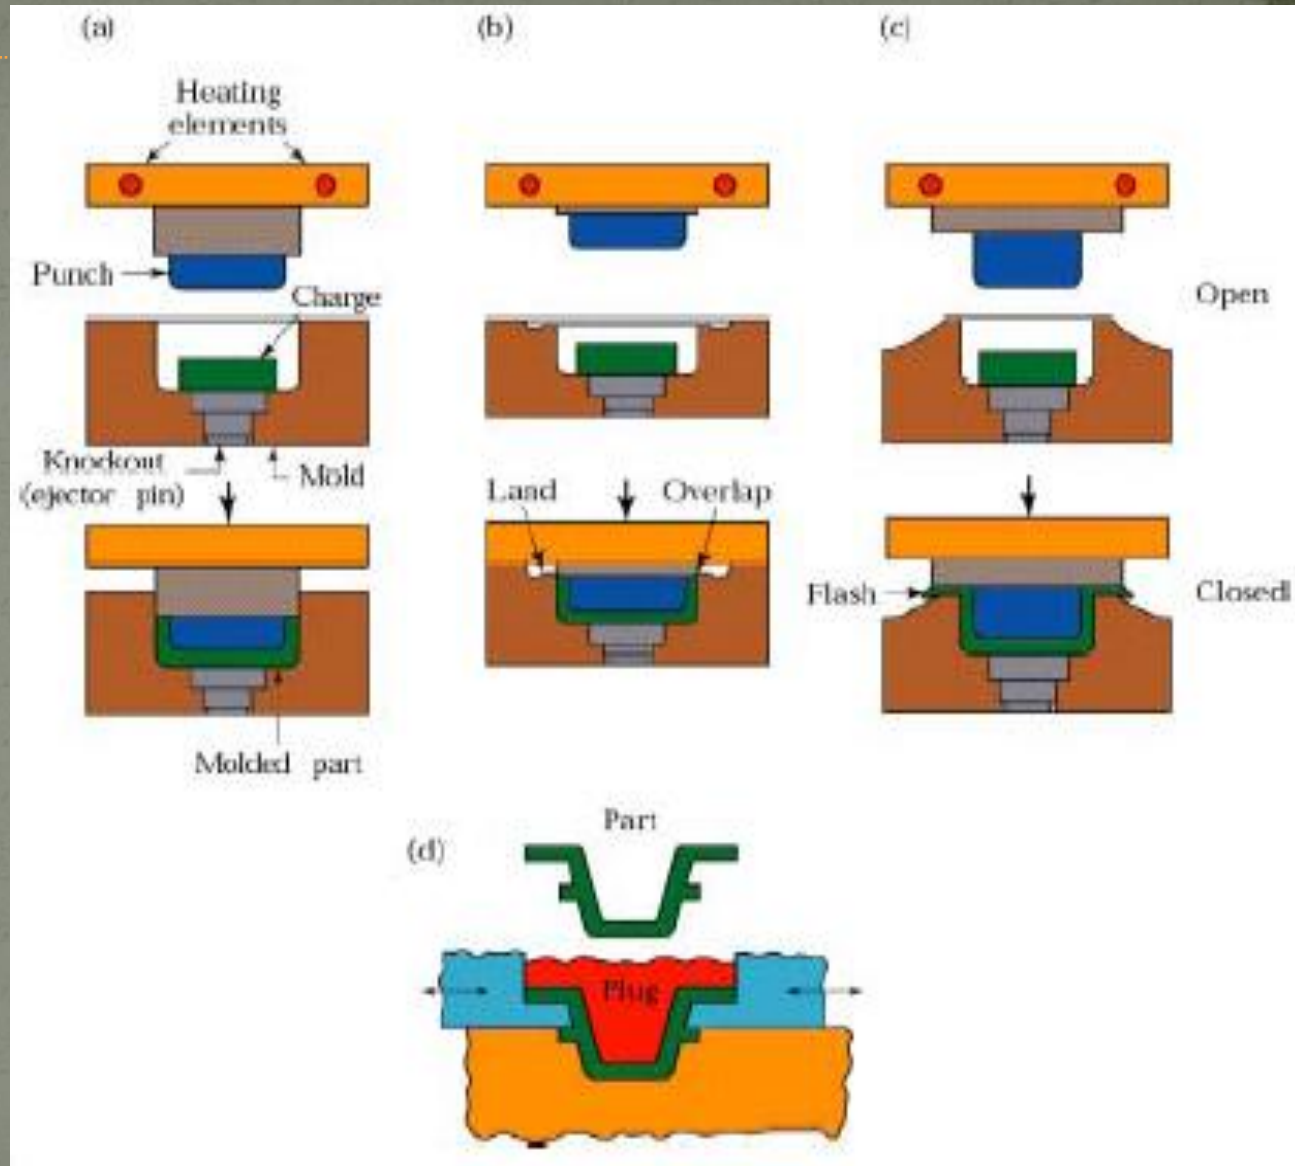 (a)
(b)
(c)
Heating
elements
Punch
Charge
Open
Knockout
(ejector pin)
Mold
Land
Overlap
Flash
Closed
Molded part
Part
(d)
Plug